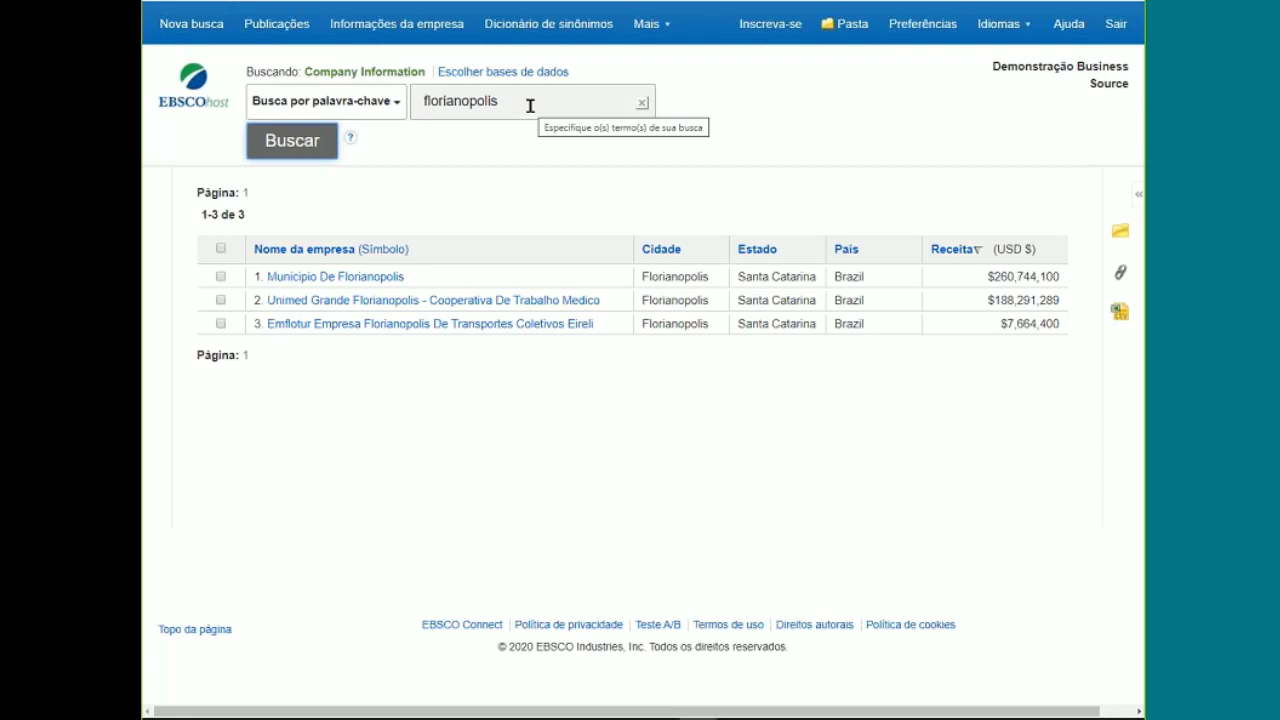 Nova busca Publicações Informações da empresa Dicionário de sinônimos Mais Inscreva-se Pasta Preferências Idiomas Ajuda Sair
Buscando: Company Information Escolher bases de dados
Demonstração Business
Source
EBSCOhost
Busca por palavra-chave florianopolis x
Especifique o(s) termo(s) de sua busca
Buscar ?
Página: 1
1-3 de 3
Nome da empresa (Símbolo) Cidade Estado País Receita (USD $)
1. Municipio De Florianopolis Florianopolis Santa Catarina Brazil $260,744,100
2. Unimed Grande Florianopolis - Cooperativa De Trabalho Medico Florianopolis Santa Catarina Brazil $188,291,289
3. Emflotur Empresa Florianopolis De Transportes Coletivos Eireli Florianopolis Santa Catarina Brazil $7,664,400
Página: 1
Topo da página
EBSCO Connect Política de privacidade Teste A/B Termos de uso Direitos autorais Política de cookies
© 2020 EBSCO Industries, Inc. Todos os direitos reservados.